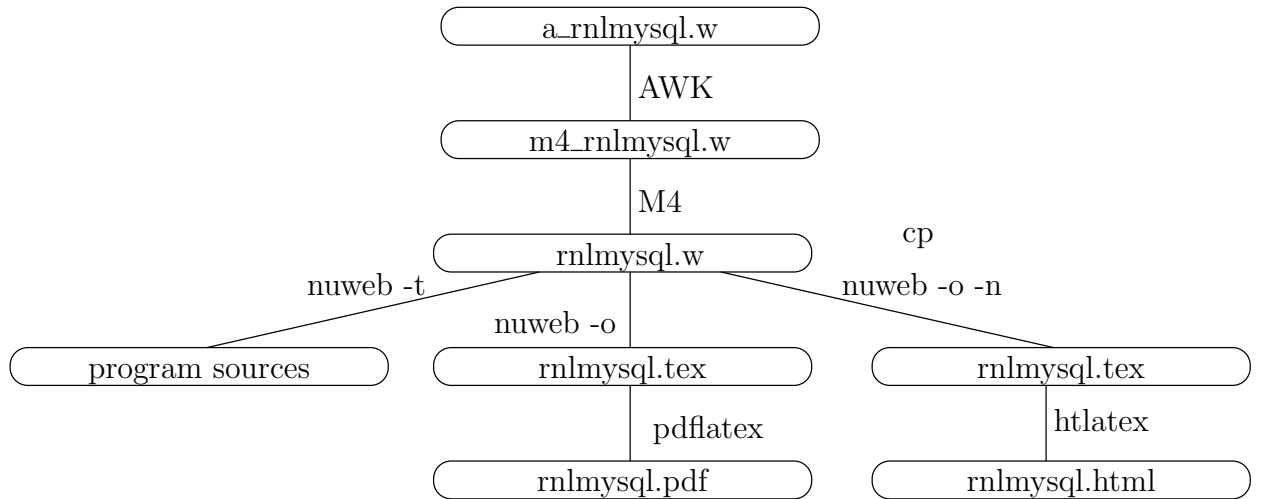 a_rnlmysql.w
AWK
m4_rnlmysql.w
M4
rnlmysql.w
cp
nuweb -t
nuweb -o
nuweb -o -n
program sources
rnlmysql.tex
rnlmysql.tex
pdflatex
htlatex
rnlmysql.pdf
rnlmysql.html